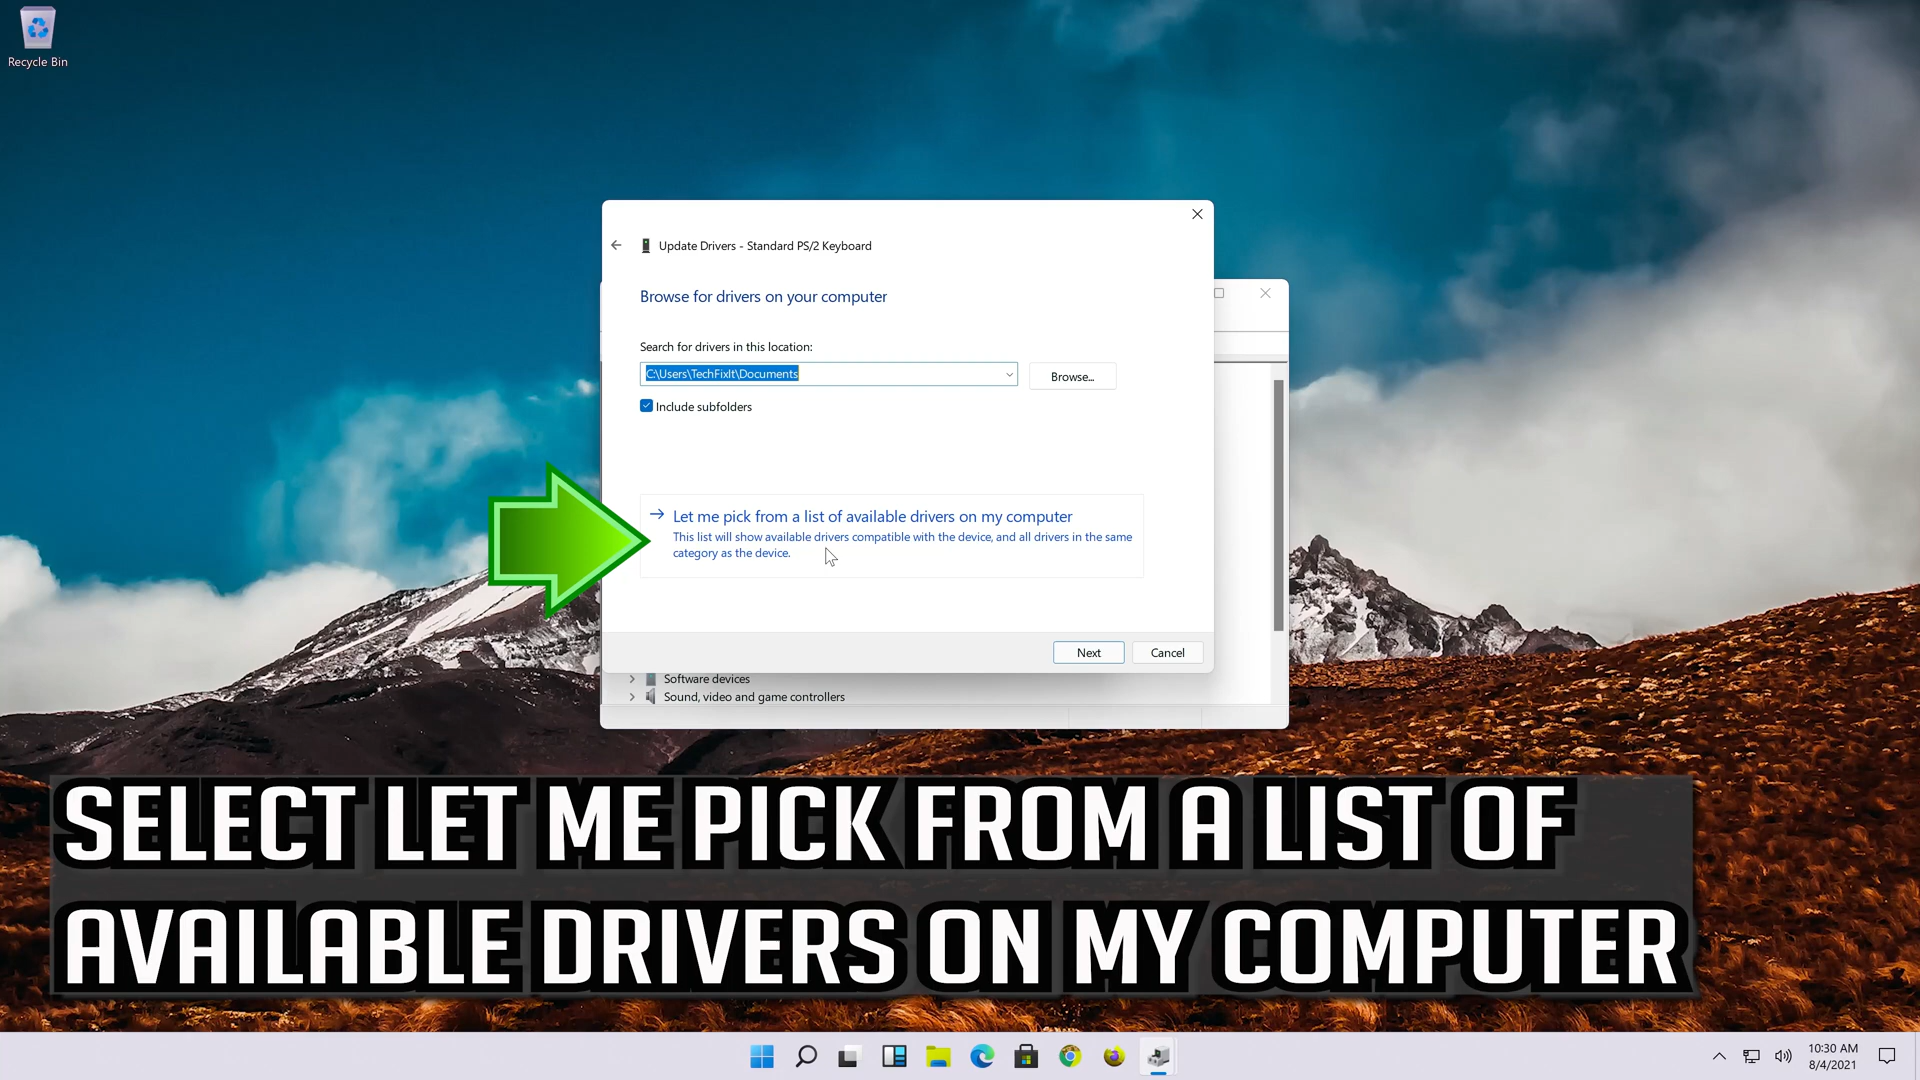 Recycle Bin
Update Drivers - Standard PS/2 Keyboard
Browse for drivers on your computer
Search for drivers in this location:
C:\Users\TechFixIt\Documents
Browse...
Include subfolders
Let me pick from a list of available drivers on my computer
This list will show available drivers compatible with the device, and all drivers in the same
category as the device.
Next
Cancel
Software devices
Sound, video and game controllers
SELECT LET ME PICK FROM A LIST OF
AVAILABLE DRIVERS ON MY COMPUTER
10:30 AM
8/4/2021